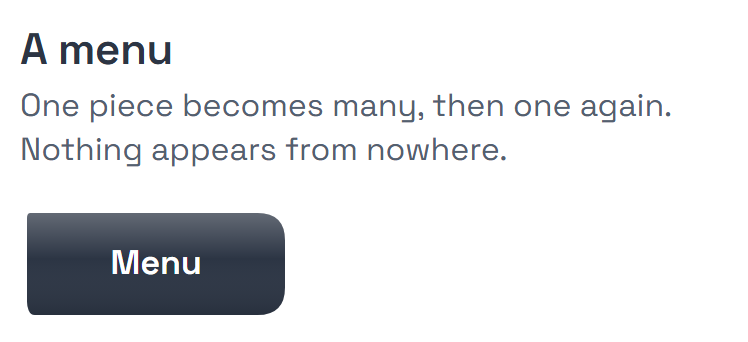 A menu
One piece becomes many, then one again.
Nothing appears from nowhere.
Menu